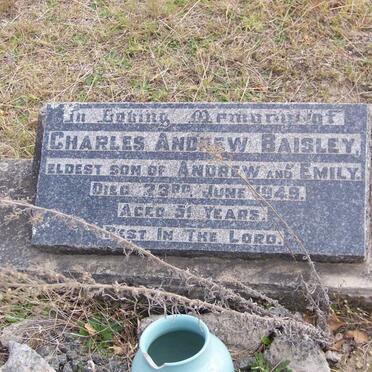 In Loving Memory of
CHARLES ANDREW BAISLEY,
ELDEST SON OF ANDREW AND EMILY.
DIED 23RD JUNE 1949,
AGED 51 YEARS.
REST IN THE LORD.